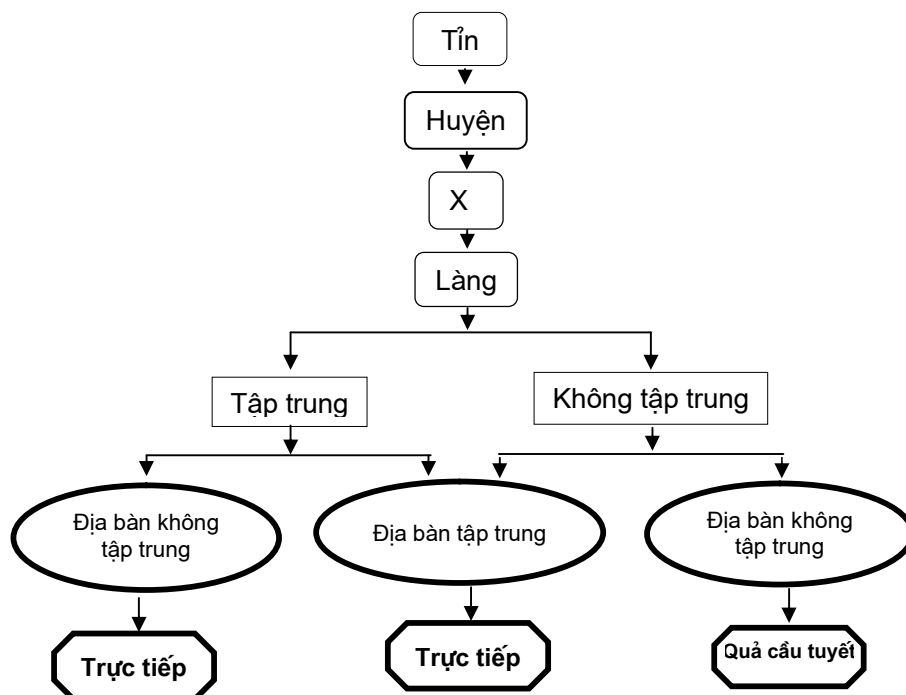 Tỉn
Huyện
X
Làng
Tập trung
Không tập trung
Địa bàn không
tập trung
Địa bàn tập trung
Địa bàn không
tập trung
Trực tiếp
Trực tiếp
Quả cầu tuyết